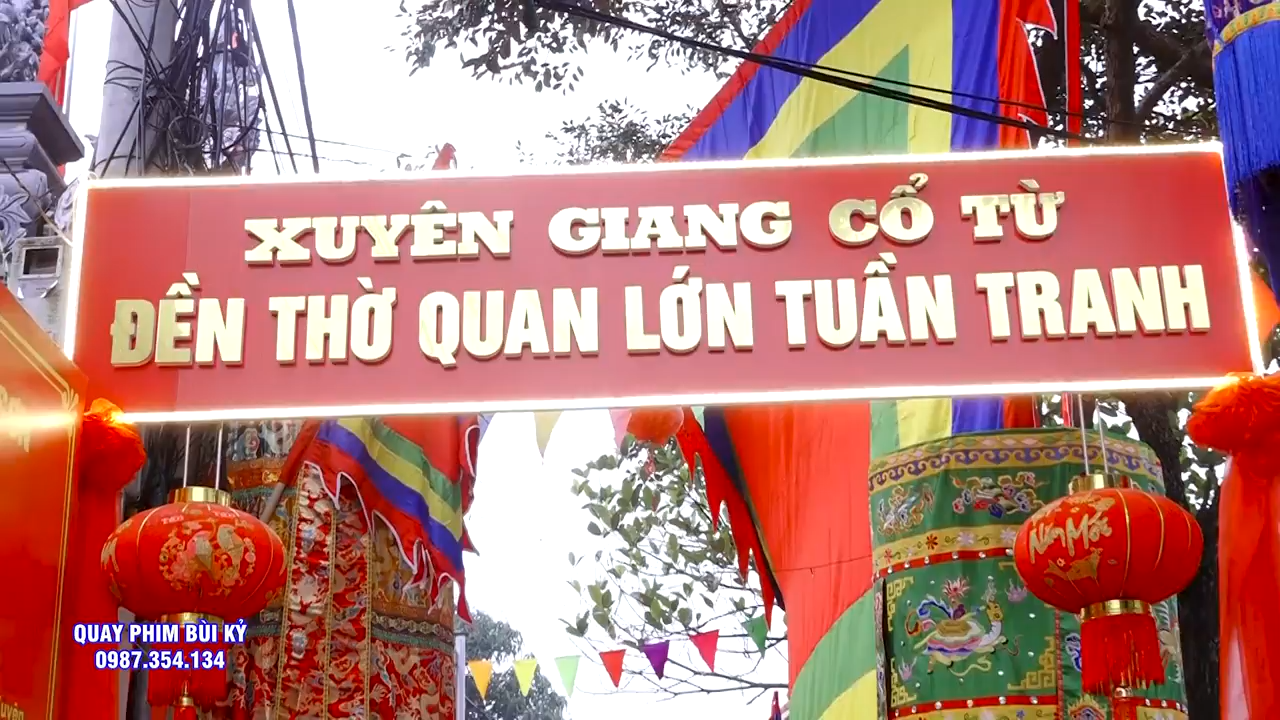 XUYÊN GIANG CỔ TỪ
ĐỀN THỜ QUAN LỚN TUẦN TRANH
Năm Mới
QUAY PHIM BÙI KỶ
0987.354.134